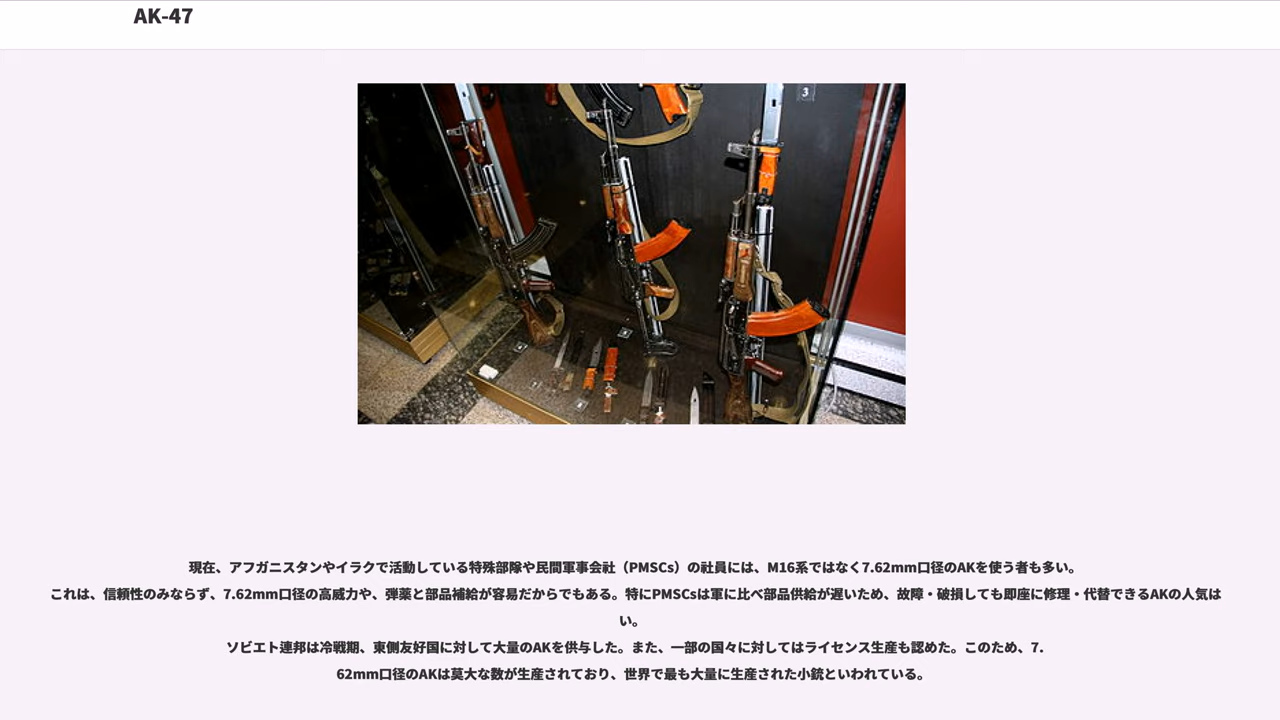 AK-47
3
現在、アフガニスタンやイラクで活動している特殊部隊や民間軍事会社（PMSCs）の社員には、M16系ではなく7.62mm口径のAKを使う者も多い。
これは、信頼性のみならず、7.62mm口径の高威力や、弾薬と部品補給が容易だからでもある。特にPMSCsは軍に比べ部品供給が遅いため、故障・破損しても即座に修理・代替できるAKの人気は
い。
ソビエト連邦は冷戦期、東側友好国に対して大量のAKを供与した。また、一部の国々に対してはライセンス生産も認めた。このため、7.
62mm口径のAKは莫大な数が生産されており、世界で最も大量に生産された小銃といわれている。